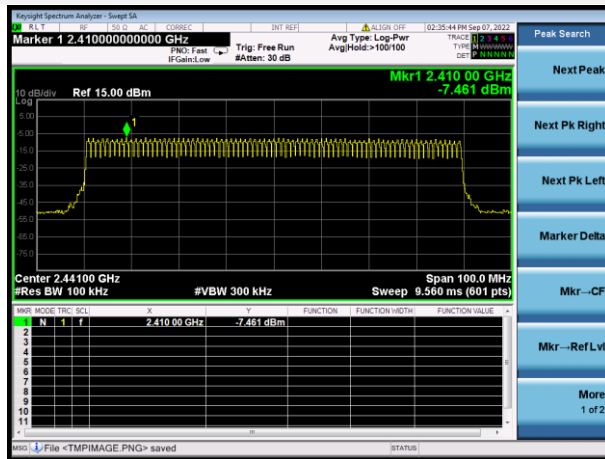 Keysight Spectrum Analyzer - Swept SA
RLT RF 50 Ω AC CORREC INT REF ALIGN OFF 02:35:44 PM Sep 07, 2022
Marker 1 2.410000000000 GHz
PNO: Fast
IFGain:Low
Trig: Free Run
#Atten: 30 dB
Avg Type: Log-Pwr
Avg|Hold:>100/100
TRACE 1 2 3 4 5 6
TYPE M WWWWW
DET P N N N N N
Peak Search
Mkr1 2.410 00 GHz
-7.461 dBm
10 dB/div Ref 15.00 dBm
Log
1
5.00
-5.00
-15.0
-25.0
-35.0
-45.0
-55.0
-65.0
-75.0
Center 2.44100 GHz Span 100.0 MHz
#Res BW 100 kHz #VBW 300 kHz Sweep 9.560 ms (601 pts)
MKR MODE TRC SCL X Y FUNCTION FUNCTION WIDTH FUNCTION VALUE
1 N 1 f 2.410 00 GHz -7.461 dBm
2
3
4
5
6
7
8
9
10
11
Next Peak
Next Pk Right
Next Pk Left
Marker Delta
Mkr→CF
Mkr→Ref Lvl
More
1 of 2
MSG File <TMPIMAGE.PNG> saved STATUS